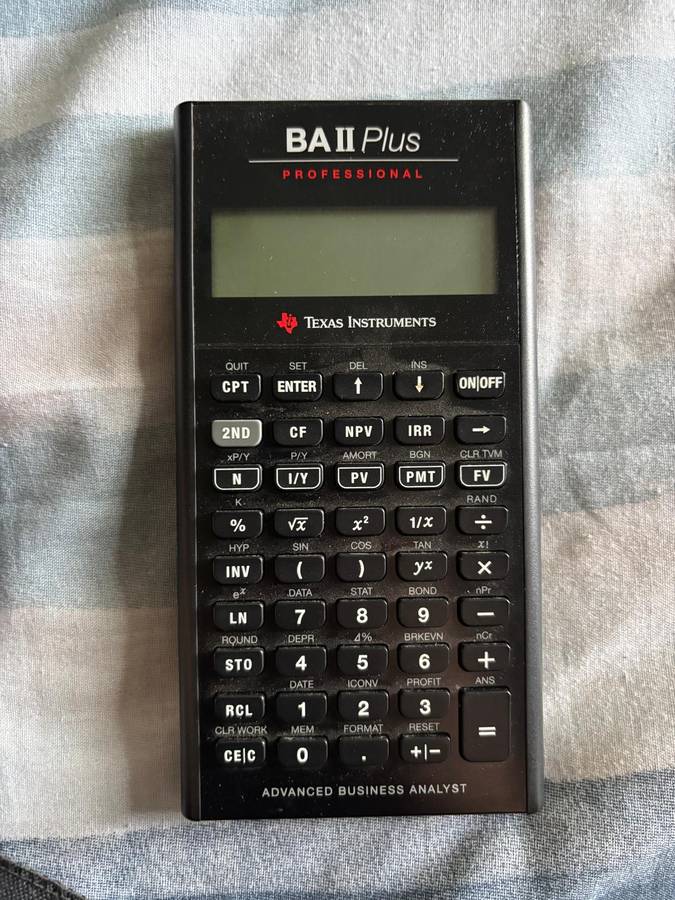 BA II Plus
PROFESSIONAL
TEXAS INSTRUMENTS
QUIT SET DEL INS
CPT ENTER ↑ ↓ ON|OFF
2ND CF NPV IRR →
xP/Y P/Y AMORT BGN CLR TVM
N I/Y PV PMT FV
K RAND
% √x x² 1/x ÷
HYP SIN COS TAN x!
INV ( ) yˣ ×
eˣ DATA STAT BOND nPr
LN 7 8 9 −
ROUND DEPR Δ% BRKEVN nCr
STO 4 5 6 +
DATE ICONV PROFIT ANS
RCL 1 2 3 =
CLR WORK MEM FORMAT RESET
CE|C 0 . +|−
ADVANCED BUSINESS ANALYST